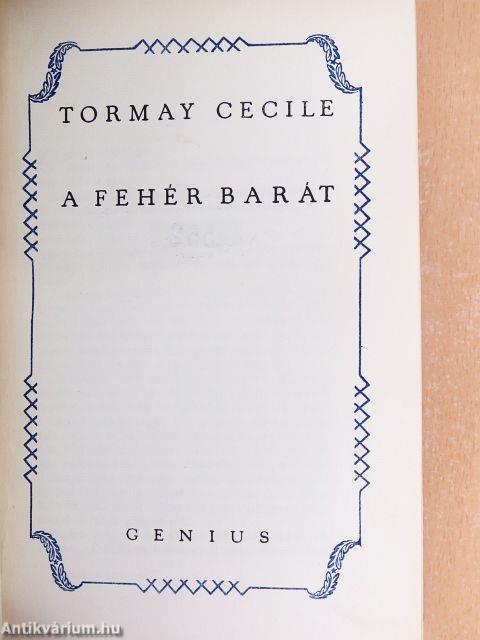 TORMAY CECILE
A FEHÉR BARÁT
GENIUS
Antikvárium.hu